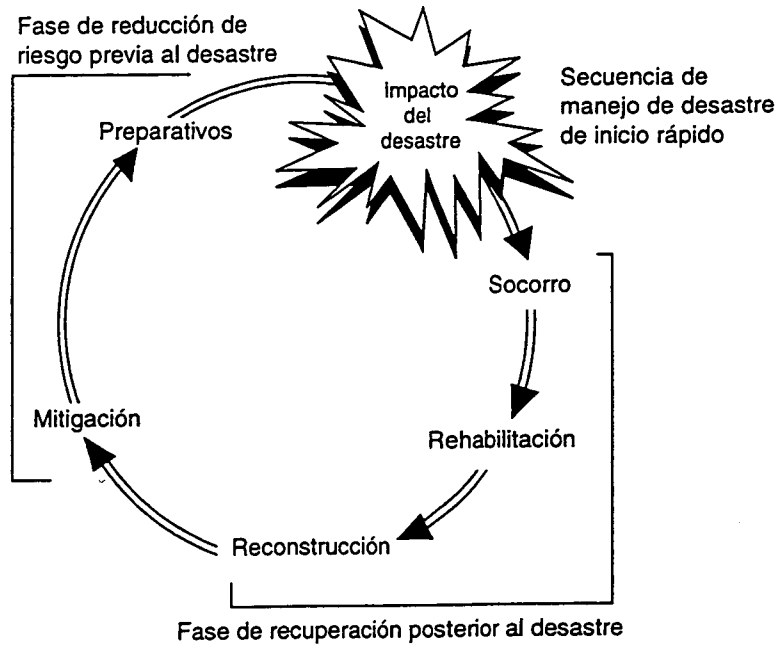 Fase de reducción de
riesgo previa al desastre
Impacto
del
desastre
Secuencia de
manejo de desastre
de inicio rápido
Preparativos
Socorro
Mitigación
Rehabilitación
Reconstrucción
Fase de recuperación posterior al desastre